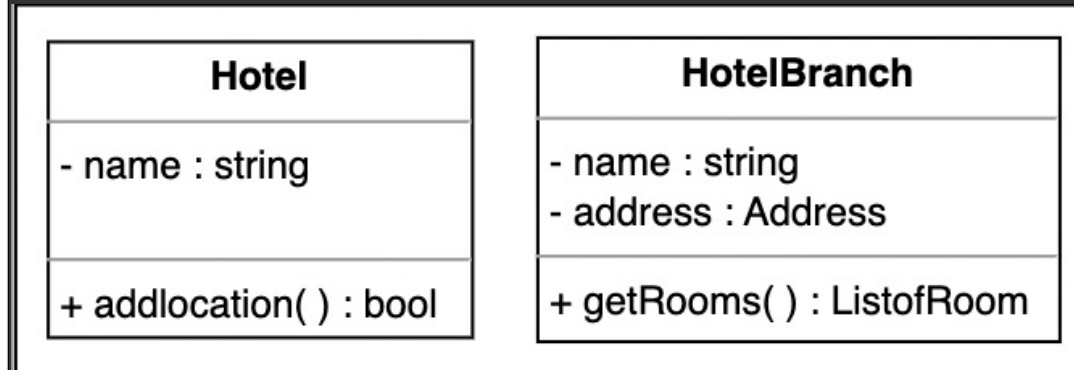 Hotel
- name : string
+ addlocation( ) : bool
HotelBranch
- name : string
- address : Address
+ getRooms( ) : ListofRoom